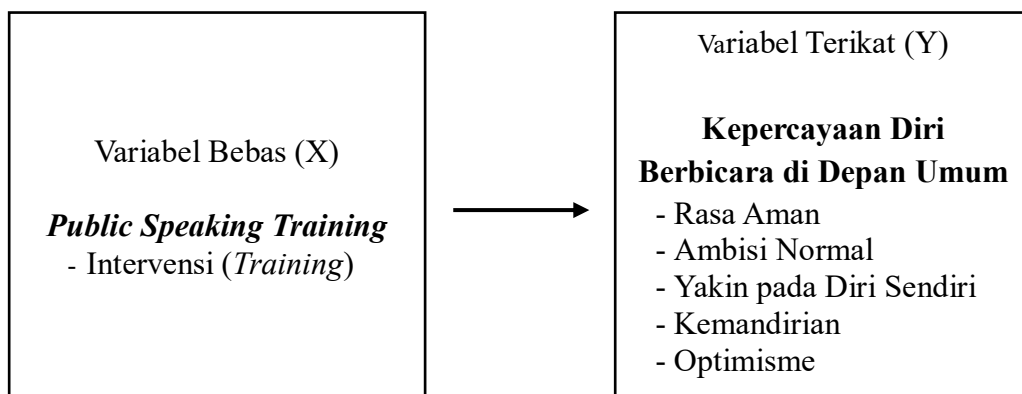 Variabel Bebas (X)
Public Speaking Training
- Intervensi (Training)
Variabel Terikat (Y)
Kepercayaan Diri
Berbicara di Depan Umum
- Rasa Aman
- Ambisi Normal
- Yakin pada Diri Sendiri
- Kemandirian
- Optimisme